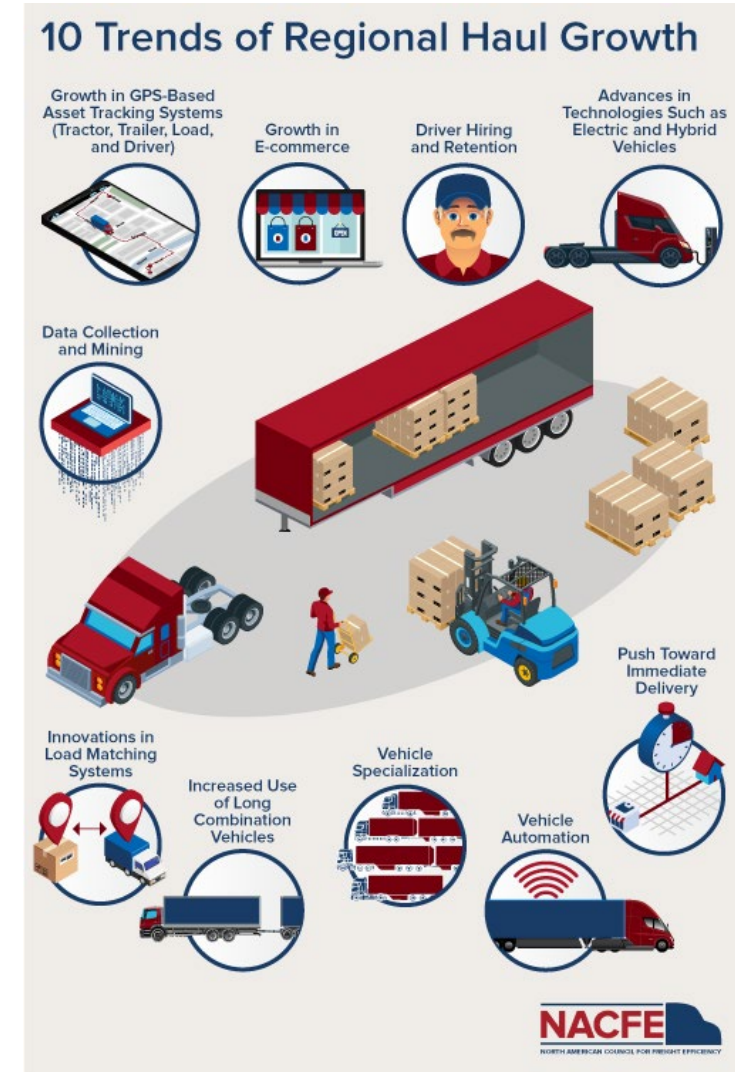 10 Trends of Regional Haul Growth
Growth in GPS-Based
Asset Tracking Systems
(Tractor, Trailer, Load,
and Driver)
Growth in
E-commerce
OPEN
Driver Hiring
and Retention
Advances in
Technologies Such as
Electric and Hybrid
Vehicles
Data Collection
and Mining
Push Toward
Immediate
Delivery
Innovations in
Load Matching
Systems
Increased Use
of Long
Combination
Vehicles
Vehicle
Specialization
Vehicle
Automation
NACFE
NORTH AMERICAN COUNCIL FOR FREIGHT EFFICIENCY